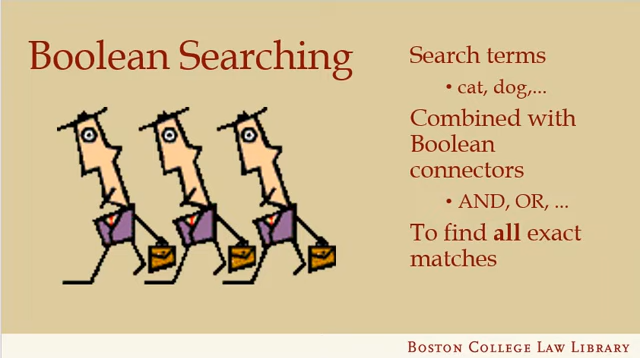 Boolean Searching
Search terms
• cat, dog,...
Combined with
Boolean
connectors
• AND, OR, ...
To find all exact
matches
BOSTON COLLEGE LAW LIBRARY